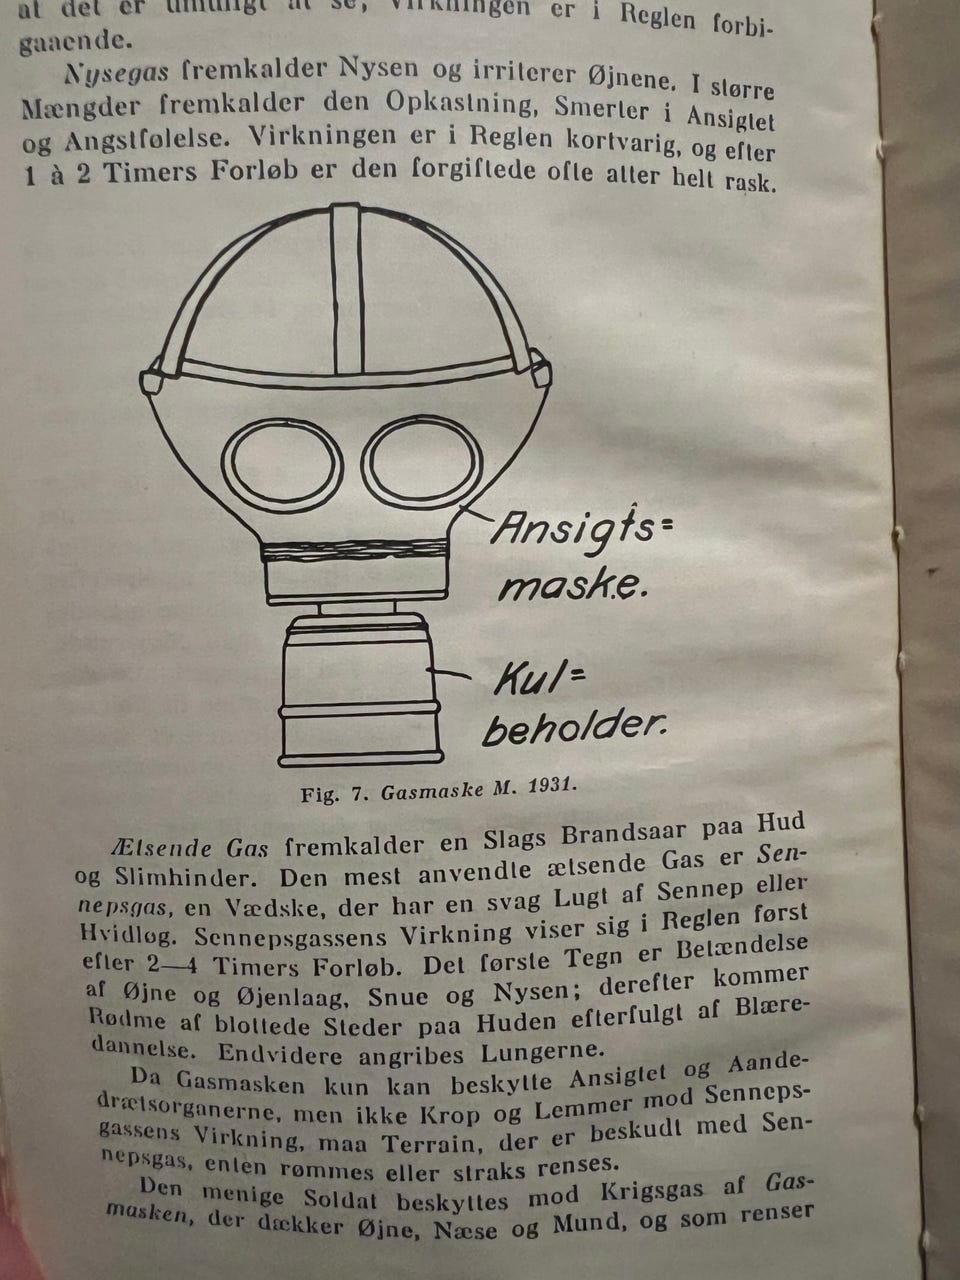 at det er umuligt at se, Virkningen er i Reglen forbi-
gaaende.
Nysegas fremkalder Nysen og irriterer Øjnene. I større
Mængder fremkalder den Opkastning, Smerter i Ansigtet
og Angstfølelse. Virkningen er i Reglen kortvarig, og efter
1 à 2 Timers Forløb er den forgiftede ofte atter helt rask.
Ansigts=
maske.
Kul=
beholder.
Fig. 7. Gasmaske M. 1931.
Ætsende Gas fremkalder en Slags Brandsaar paa Hud
og Slimhinder. Den mest anvendte ætsende Gas er Sen-
nepsgas, en Vædske, der har en svag Lugt af Sennep eller
Hvidløg. Sennepsgassens Virkning viser sig i Reglen først
efter 2—4 Timers Forløb. Det første Tegn er Betændelse
af Øjne og Øjenlaag, Snue og Nysen; derefter kommer
Rødme af blottede Steder paa Huden efterfulgt af Blære-
dannelse. Endvidere angribes Lungerne.
Da Gasmasken kun kan beskytte Ansigtet og Aande-
drætsorganerne, men ikke Krop og Lemmer mod Senneps-
gassens Virkning, maa Terrain, der er beskudt med Sen-
nepsgas, enten rømmes eller straks renses.
Den menige Soldat beskyttes mod Krigsgas af Gas-
masken, der dækker Øjne, Næse og Mund, og som renser